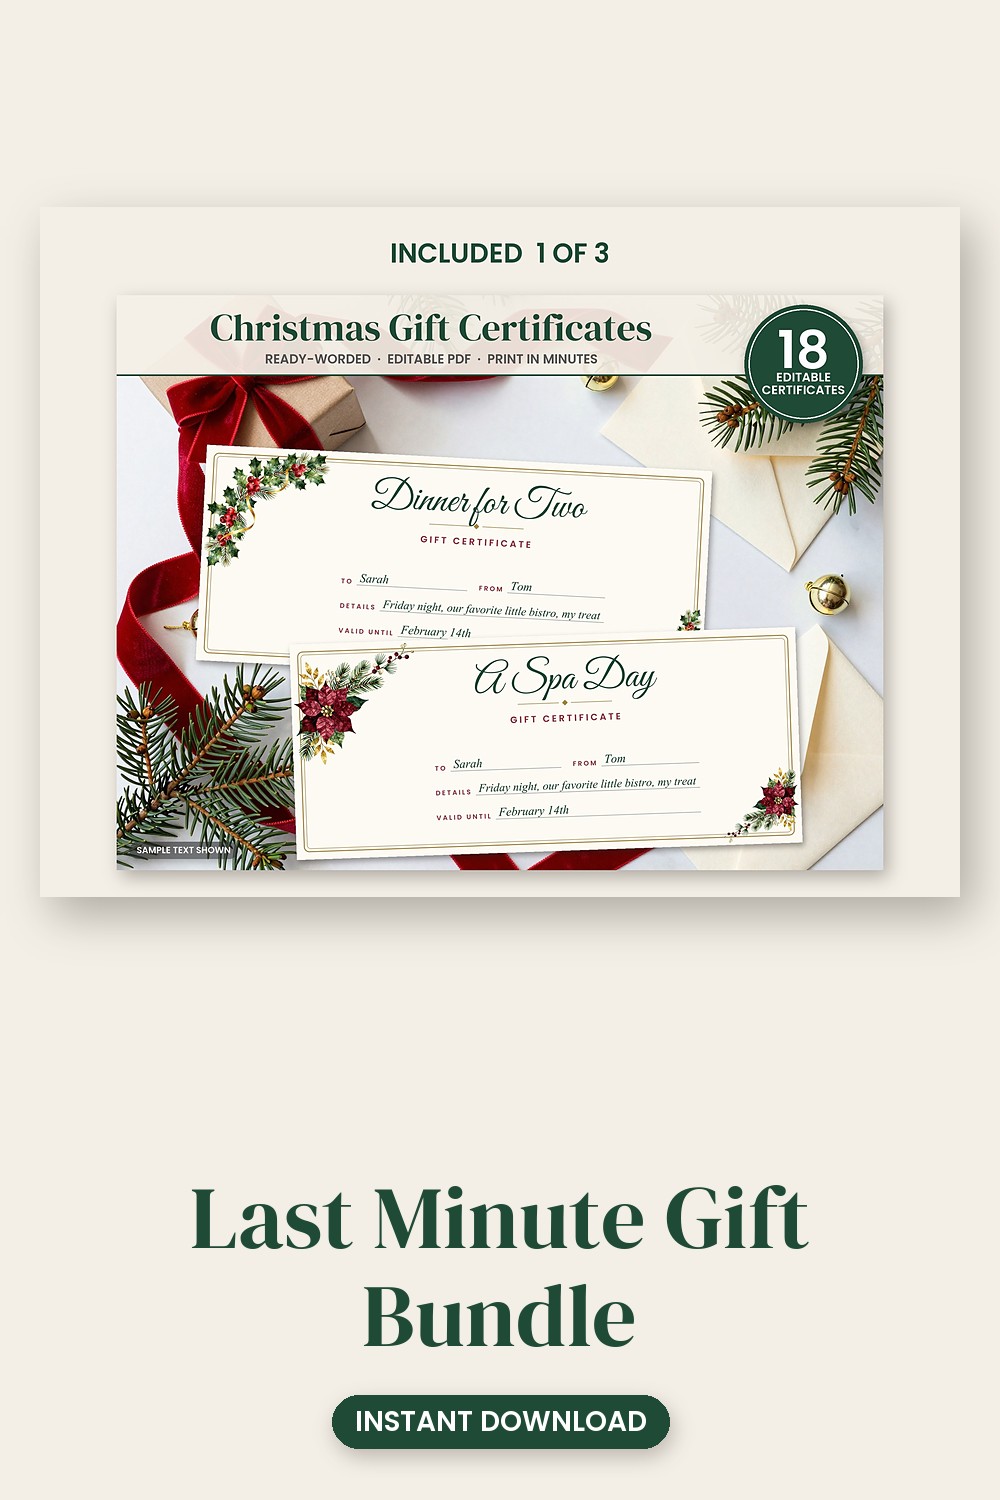 INCLUDED 1 OF 3
Christmas Gift Certificates
READY-WORDED · EDITABLE PDF · PRINT IN MINUTES
18
EDITABLE
CERTIFICATES
Dinner for Two
GIFT CERTIFICATE
TO Sarah FROM Tom
DETAILS Friday night, our favorite little bistro, my treat
VALID UNTIL February 14th
A Spa Day
GIFT CERTIFICATE
TO Sarah FROM Tom
DETAILS Friday night, our favorite little bistro, my treat
VALID UNTIL February 14th
SAMPLE TEXT SHOWN
Last Minute Gift
Bundle
INSTANT DOWNLOAD